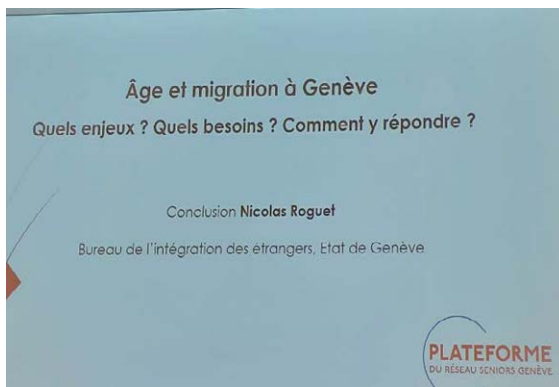 Âge et migration à Genève
Quels enjeux ? Quels besoins ? Comment y répondre ?
Conclusion Nicolas Roguet
Bureau de l'intégration des étrangers, Etat de Genève
PLATEFORME
DU RÉSEAU SENIORS GENÈVE